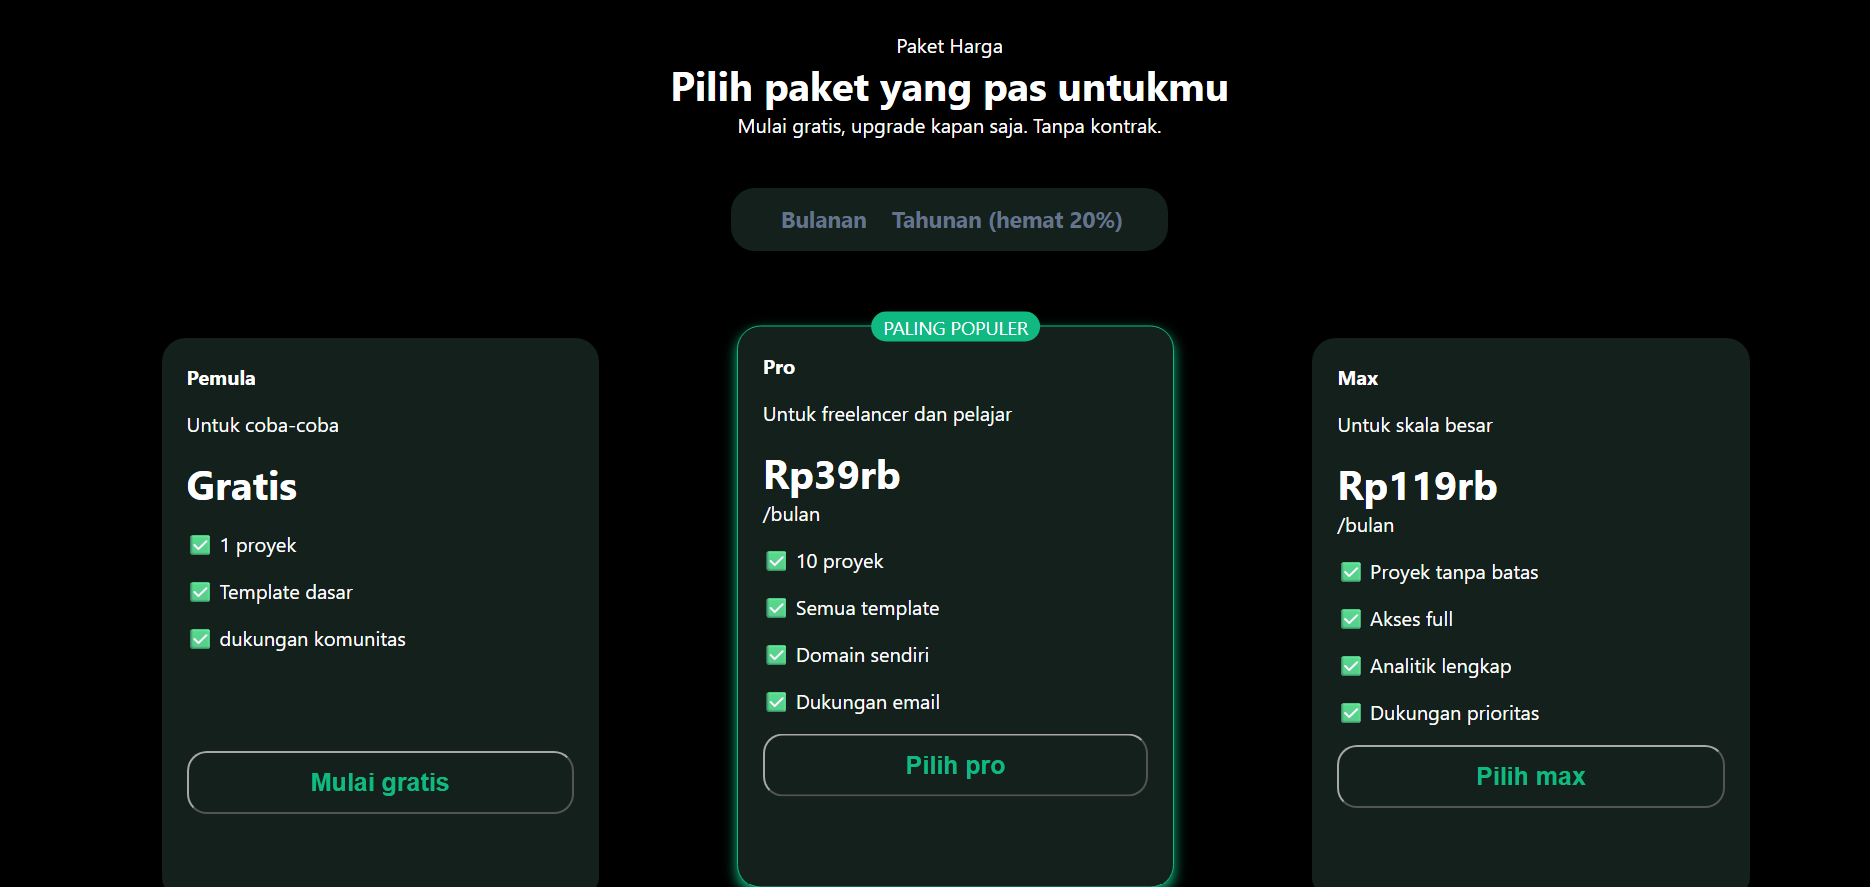 Paket Harga
Pilih paket yang pas untukmu
Mulai gratis, upgrade kapan saja. Tanpa kontrak.
Bulanan
Tahunan (hemat 20%)
Pemula
Untuk coba-coba
Gratis
1 proyek
Template dasar
dukungan komunitas
Mulai gratis
PALING POPULER
Pro
Untuk freelancer dan pelajar
Rp39rb
/bulan
10 proyek
Semua template
Domain sendiri
Dukungan email
Pilih pro
Max
Untuk skala besar
Rp119rb
/bulan
Proyek tanpa batas
Akses full
Analitik lengkap
Dukungan prioritas
Pilih max